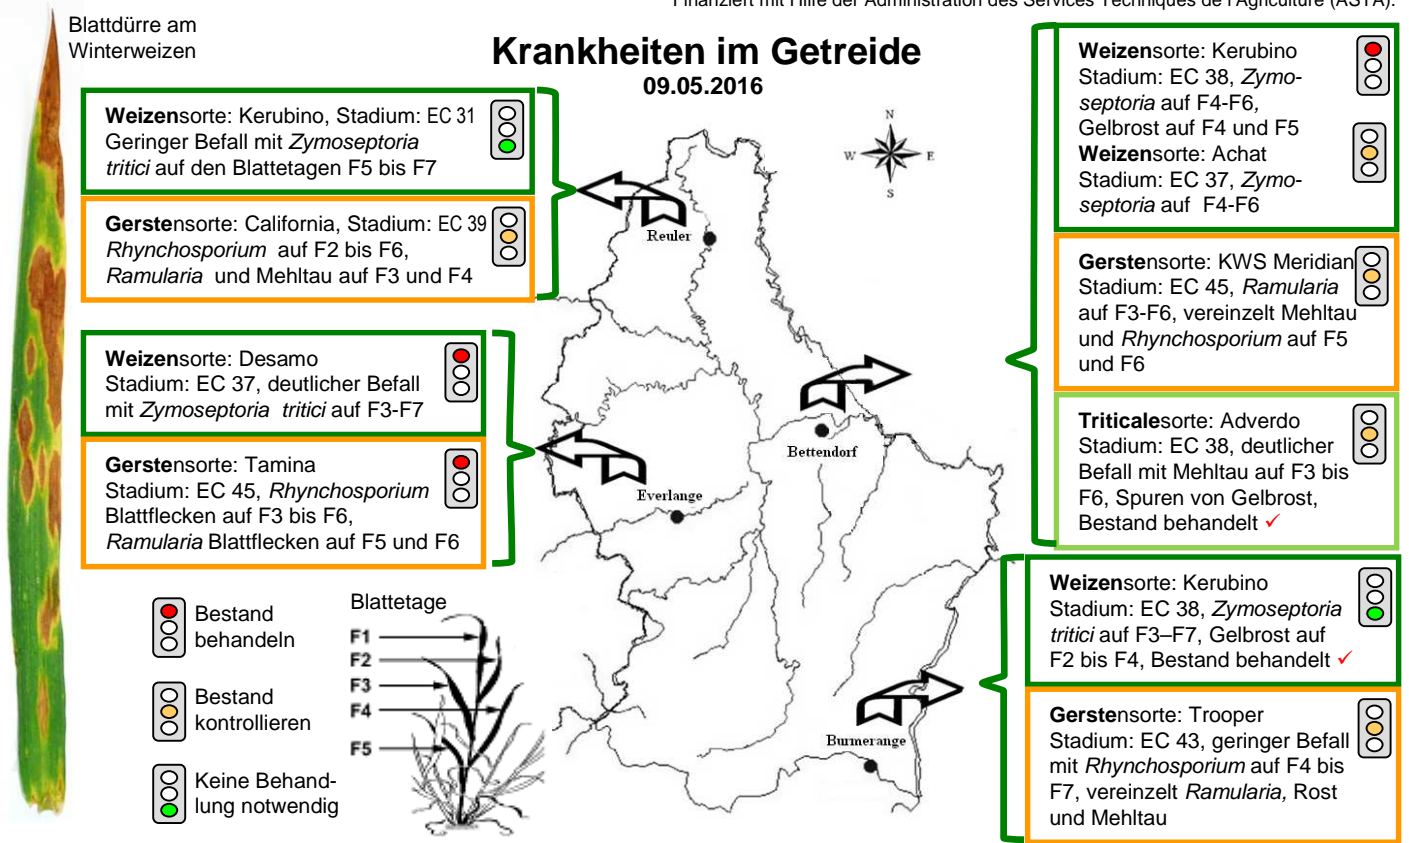 Finanziert mit Hilfe der Administration des Services Techniques de l'Agriculture (ASTA).
Blattdürre am
Winterweizen
Krankheiten im Getreide
09.05.2016
Weizensorte: Kerubino, Stadium: EC 31
Geringer Befall mit Zymoseptoria
tritici auf den Blattetagen F5 bis F7
Gerstensorte: California, Stadium: EC 39
Rhynchosporium auf F2 bis F6,
Ramularia und Mehltau auf F3 und F4
Weizensorte: Desamo
Stadium: EC 37, deutlicher Befall
mit Zymoseptoria tritici auf F3-F7
Gerstensorte: Tamina
Stadium: EC 45, Rhynchosporium
Blattflecken auf F3 bis F6,
Ramularia Blattflecken auf F5 und F6
Bestand
behandeln
Bestand
kontrollieren
Keine Behand-
lung notwendig
Blattetage
F1
F2
F3
F4
F5
N
W
E
S
Reuler
Bettendorf
Everlange
Burmerange
Weizensorte: Kerubino
Stadium: EC 38, Zymo-
septoria auf F4-F6,
Gelbrost auf F4 und F5
Weizensorte: Achat
Stadium: EC 37, Zymo-
septoria auf F4-F6
Gerstensorte: KWS Meridian
Stadium: EC 45, Ramularia
auf F3-F6, vereinzelt Mehltau
und Rhynchosporium auf F5
und F6
Triticalesorte: Adverdo
Stadium: EC 38, deutlicher
Befall mit Mehltau auf F3 bis
F6, Spuren von Gelbrost,
Bestand behandelt ✓
Weizensorte: Kerubino
Stadium: EC 38, Zymoseptoria
tritici auf F3–F7, Gelbrost auf
F2 bis F4, Bestand behandelt ✓
Gerstensorte: Trooper
Stadium: EC 43, geringer Befall
mit Rhynchosporium auf F4 bis
F7, vereinzelt Ramularia, Rost
und Mehltau